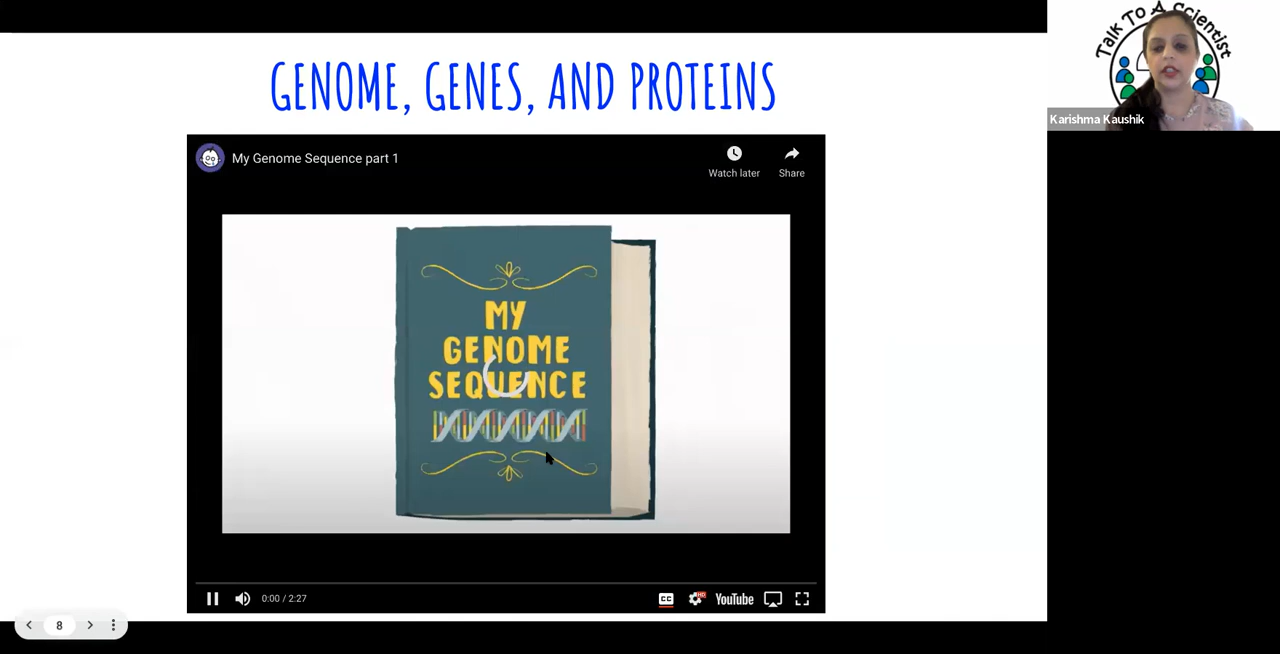 GENOME, GENES, AND PROTEINS
Talk To A Scientist
Karishma Kaushik
My Genome Sequence part 1
Watch later
Share
MY
GENOME
SEQUENCE
0:00 / 2:27
CC
HD
YouTube
8